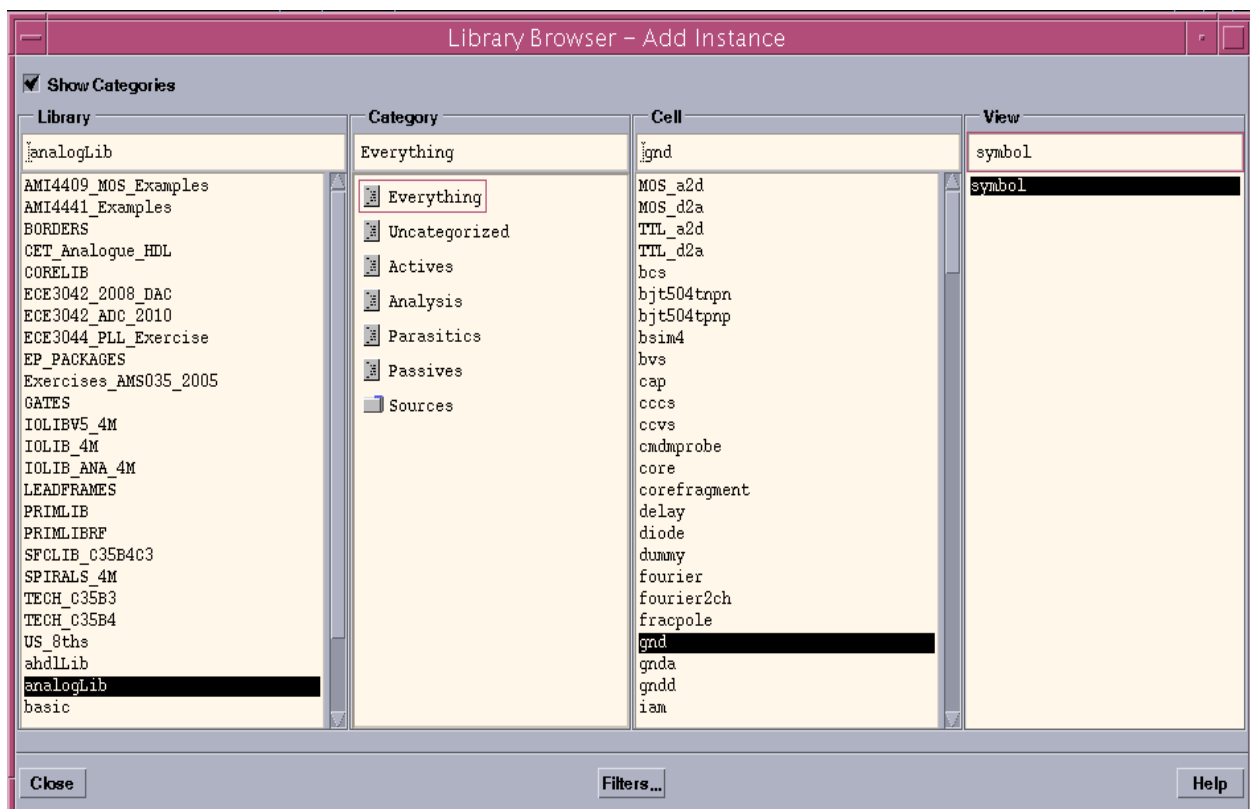 Library Browser – Add Instance
Show Categories
Library
analogLib
AMI4409_MOS_Examples
AMI4441_Examples
BORDERS
CET_Analogue_HDL
CORELIB
ECE3042_2008_DAC
ECE3042_ADC_2010
ECE3044_PLL_Exercise
EP_PACKAGES
Exercises_AMS035_2005
GATES
IOLIBV5_4M
IOLIB_4M
IOLIB_ANA_4M
LEADFRAMES
PRIMLIB
PRIMLIBRF
SFCLIB_C35B4C3
SPIRALS_4M
TECH_C35B3
TECH_C35B4
US_8ths
ahdlLib
analogLib
basic
Category
Everything
Everything
Uncategorized
Actives
Analysis
Parasitics
Passives
Sources
Cell
gnd
MOS_a2d
MOS_d2a
TTL_a2d
TTL_d2a
bcs
bjt504tnpn
bjt504tpnp
bsim4
bvs
cap
cccs
ccvs
cmdmprobe
core
corefragment
delay
diode
dummy
fourier
fourier2ch
fracpole
gnd
gnda
gndd
iam
View
symbol
symbol
Close
Filters...
Help